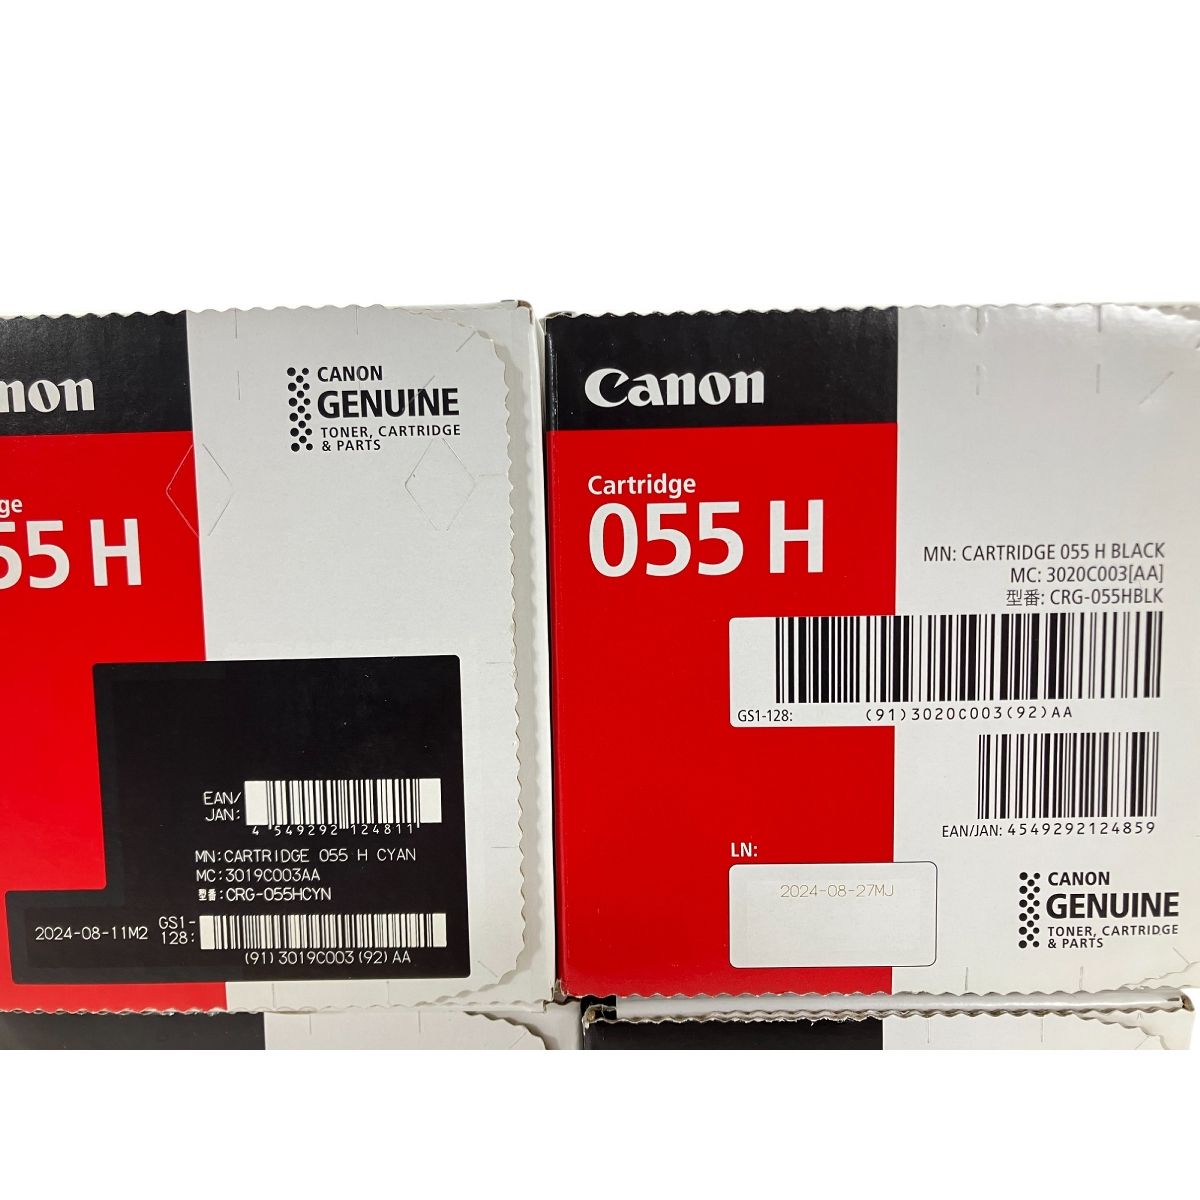 non
CANON
GENUINE
TONER, CARTRIDGE
& PARTS
ge
55 H
EAN/
JAN:
4 549292 124811
MN:CARTRIDGE 055 H CYAN
MC:3019C003AA
型番:CRG-055HCYN
2024-08-11M2
GS1-
128:
(91)3019C003(92)AA
Canon
Cartridge
055 H
MN: CARTRIDGE 055 H BLACK
MC: 3020C003[AA]
型番: CRG-055HBLK
GS1-128:
(91)3020C003(92)AA
EAN/JAN: 4549292124859
LN:
2024-08-27MJ
CANON
GENUINE
TONER, CARTRIDGE
& PARTS